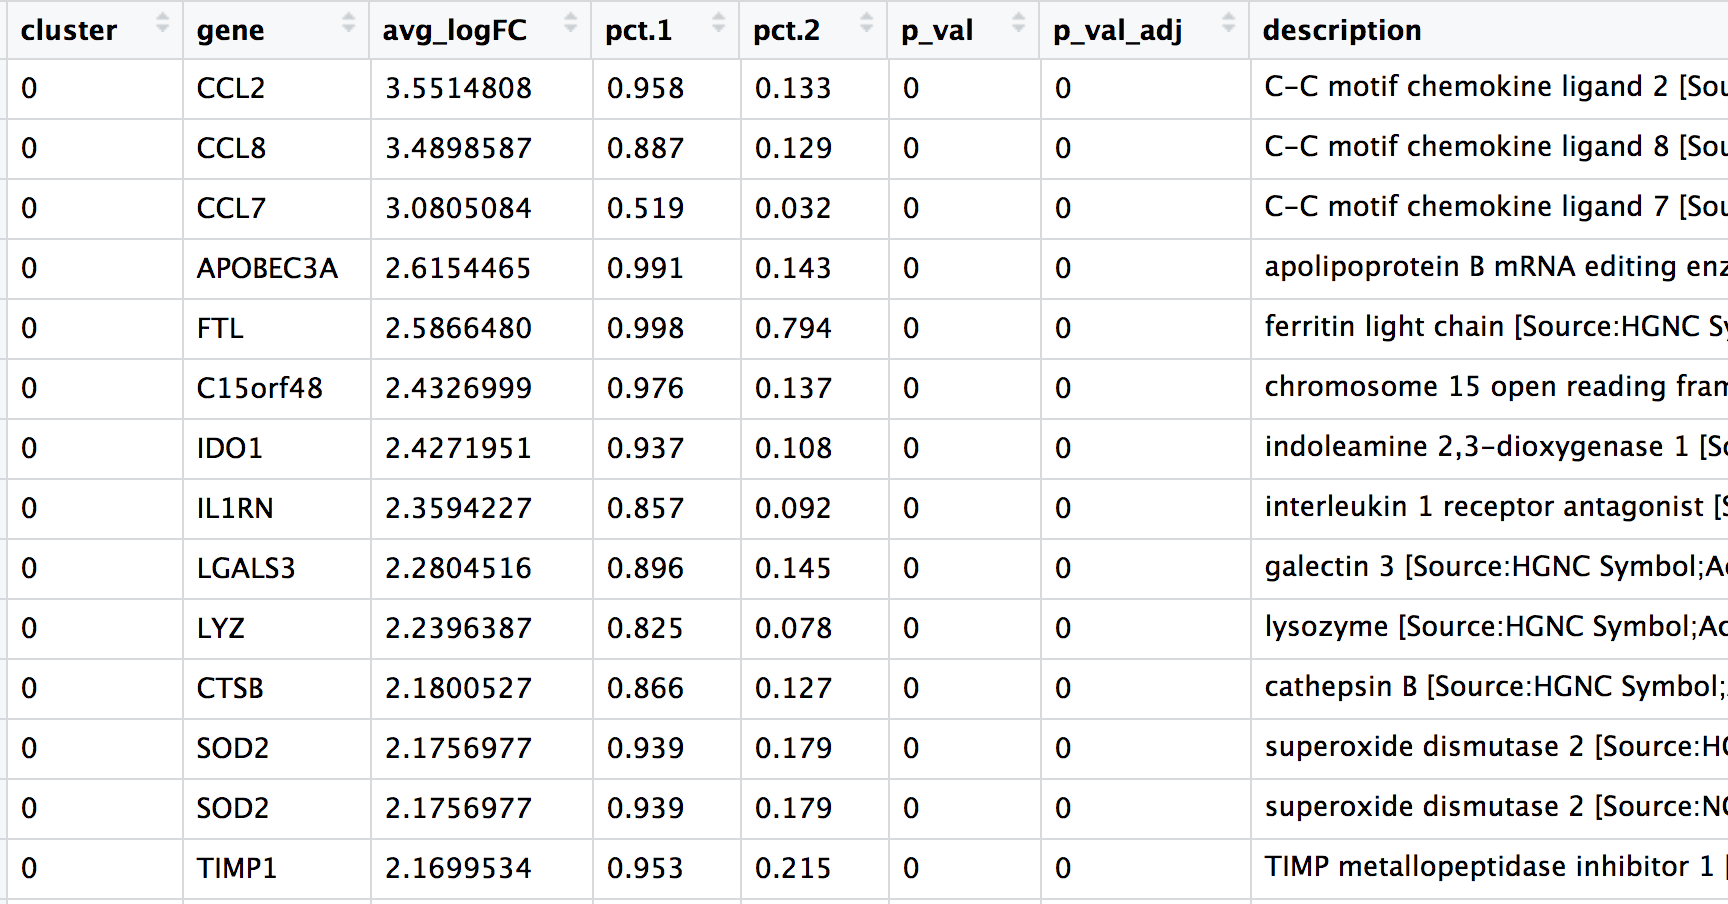 cluster gene avg_logFC pct.1 pct.2 p_val p_val_adj description
0 CCL2 3.5514808 0.958 0.133 0 0 C-C motif chemokine ligand 2 [Sou
0 CCL8 3.4898587 0.887 0.129 0 0 C-C motif chemokine ligand 8 [Sou
0 CCL7 3.0805084 0.519 0.032 0 0 C-C motif chemokine ligand 7 [Sou
0 APOBEC3A 2.6154465 0.991 0.143 0 0 apolipoprotein B mRNA editing enz
0 FTL 2.5866480 0.998 0.794 0 0 ferritin light chain [Source:HGNC Sy
0 C15orf48 2.4326999 0.976 0.137 0 0 chromosome 15 open reading fram
0 IDO1 2.4271951 0.937 0.108 0 0 indoleamine 2,3-dioxygenase 1 [So
0 IL1RN 2.3594227 0.857 0.092 0 0 interleukin 1 receptor antagonist [S
0 LGALS3 2.2804516 0.896 0.145 0 0 galectin 3 [Source:HGNC Symbol;Ac
0 LYZ 2.2396387 0.825 0.078 0 0 lysozyme [Source:HGNC Symbol;Ac
0 CTSB 2.1800527 0.866 0.127 0 0 cathepsin B [Source:HGNC Symbol;
0 SOD2 2.1756977 0.939 0.179 0 0 superoxide dismutase 2 [Source:HG
0 SOD2 2.1756977 0.939 0.179 0 0 superoxide dismutase 2 [Source:NC
0 TIMP1 2.1699534 0.953 0.215 0 0 TIMP metallopeptidase inhibitor 1 [